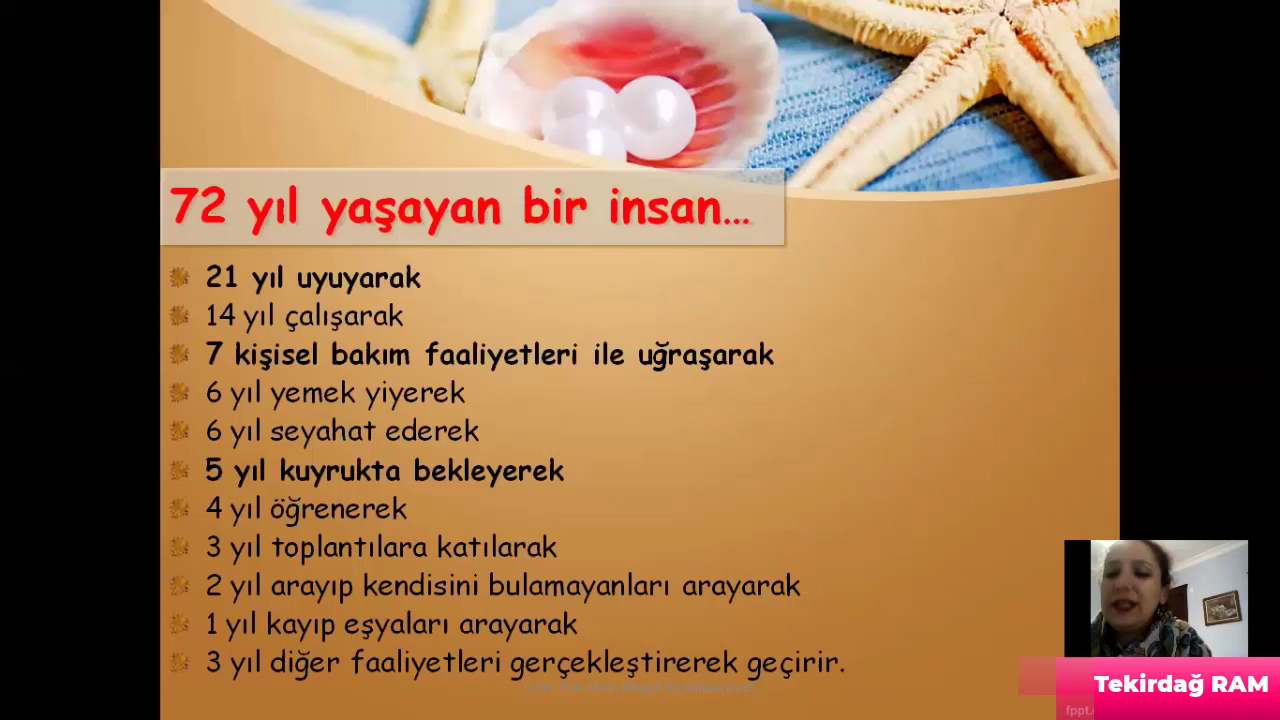 72 yıl yaşayan bir insan...
21 yıl uyuyarak
14 yıl çalışarak
7 kişisel bakım faaliyetleri ile uğraşarak
6 yıl yemek yiyerek
6 yıl seyahat ederek
5 yıl kuyrukta bekleyerek
4 yıl öğrenerek
3 yıl toplantılara katılarak
2 yıl arayıp kendisini bulamayanları arayarak
1 yıl kayıp eşyaları arayarak
3 yıl diğer faaliyetleri gerçekleştirerek geçirir.
Tekirdağ RAM